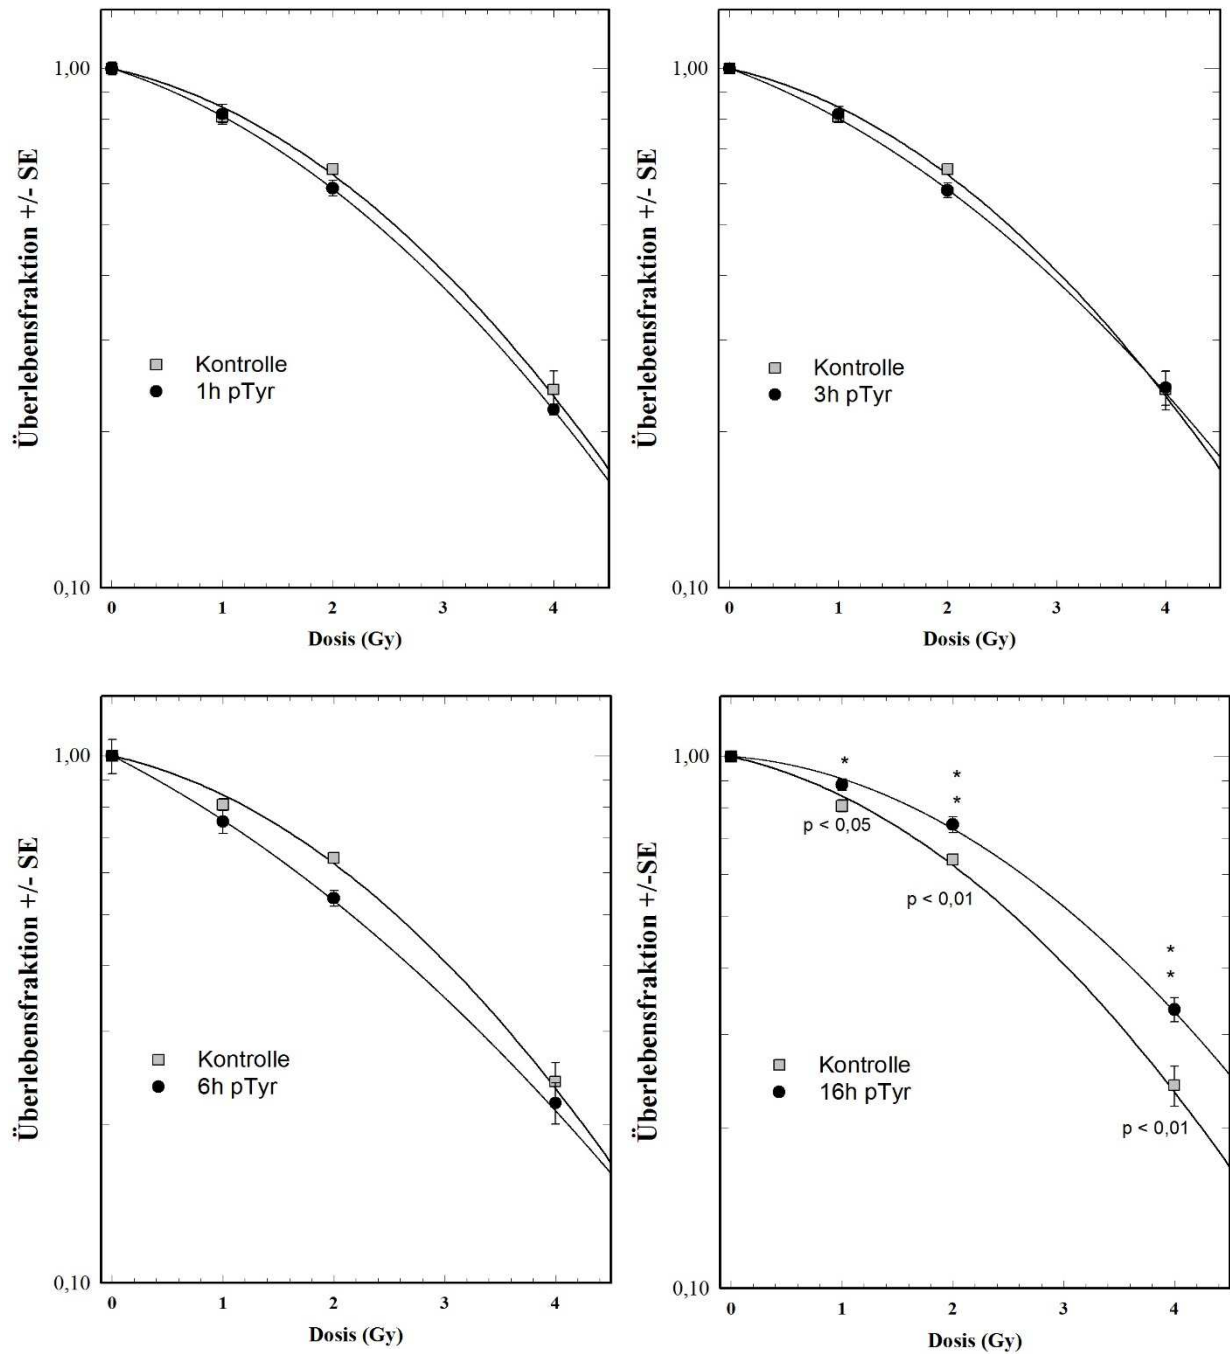 1,00
Überlebensfraktion +/- SE
Kontrolle
1h pTyr
0,10
0 1 2 3 4
Dosis (Gy)
1,00
Überlebensfraktion +/- SE
Kontrolle
3h pTyr
0,10
0 1 2 3 4
Dosis (Gy)
1,00
Überlebensfraktion +/- SE
Kontrolle
6h pTyr
0,10
0 1 2 3 4
Dosis (Gy)
1,00
Überlebensfraktion +/-SE
*
*
*
p < 0,05
p < 0,01
*
*
Kontrolle
16h pTyr
p < 0,01
0,10
0 1 2 3 4
Dosis (Gy)